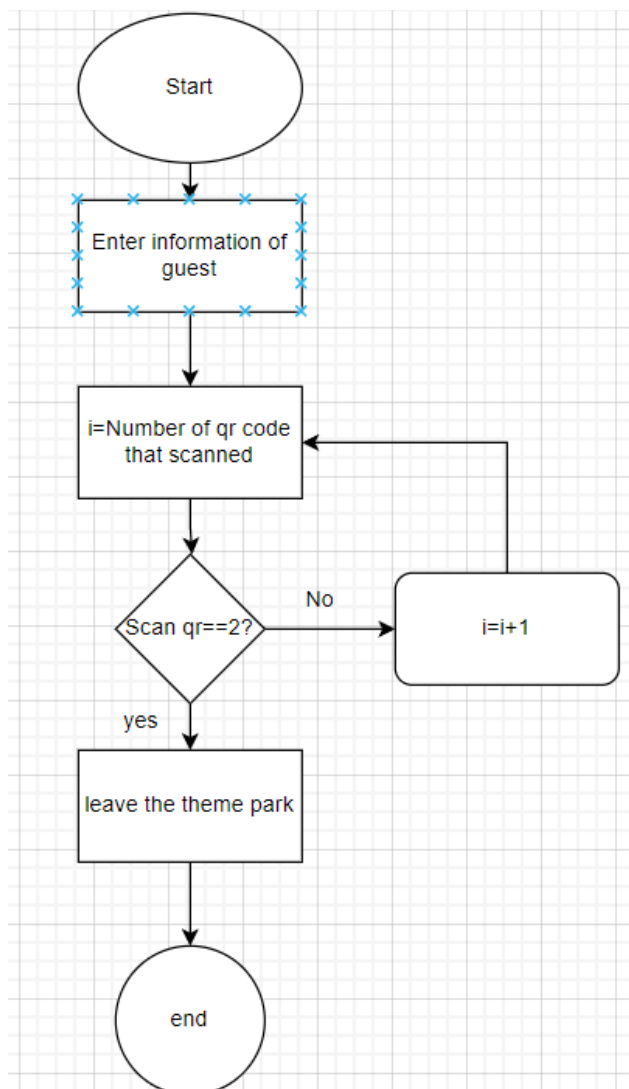 Start
Enter information of
guest
i=Number of qr code
that scanned
Scan qr==2?
No
i=i+1
yes
leave the theme park
end